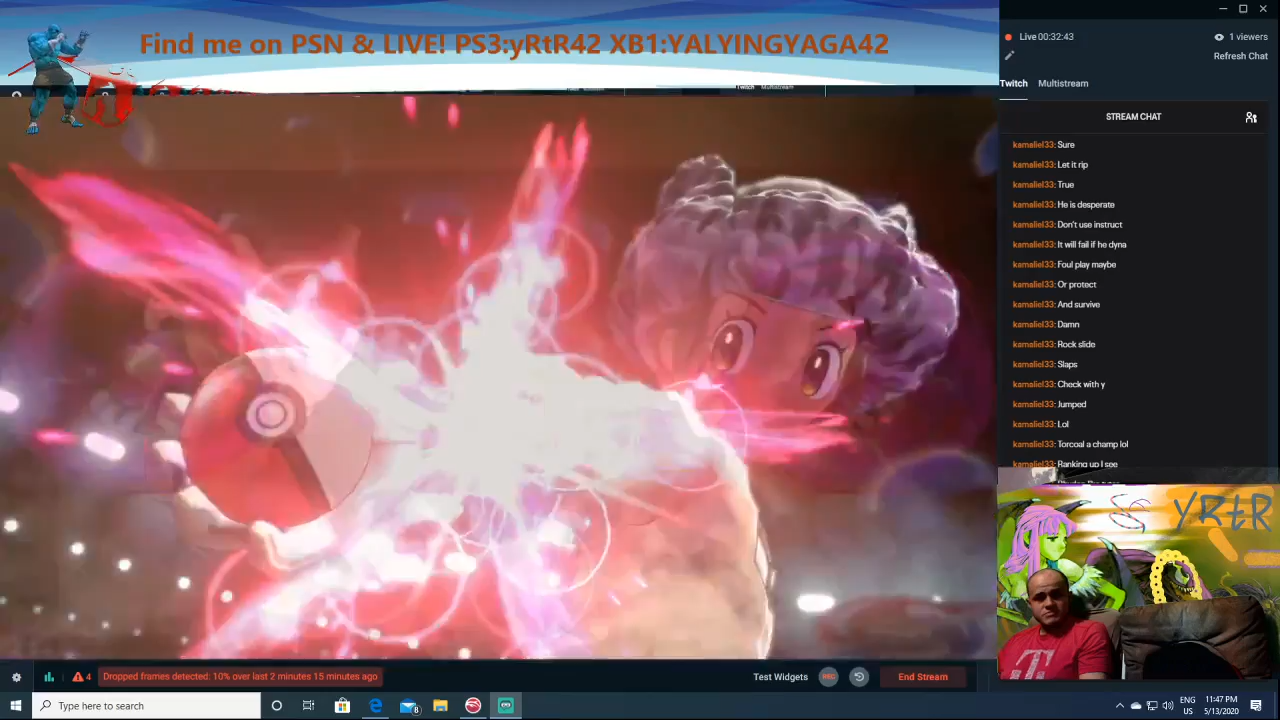 Find me on PSN & LIVE! PS3:yRtR42 XB1:YALYINGYAGA42
Live 00:32:43
1 viewers
Refresh Chat
Twitch Multistream
Twitch Multistream
STREAM CHAT
kamaliel33: Sure
kamaliel33: Let it rip
kamaliel33: True
kamaliel33: He is desperate
kamaliel33: Don't use instruct
kamaliel33: It will fail if he dyna
kamaliel33: Foul play maybe
kamaliel33: Or protect
kamaliel33: And survive
kamaliel33: Damn
kamaliel33: Rock slide
kamaliel33: Slaps
kamaliel33: Check with y
kamaliel33: Jumped
kamaliel33: Lol
kamaliel33: Torcoal a champ lol
kamaliel33: Ranking up I see
yRtR
4
Dropped frames detected: 10% over last 2 minutes 15 minutes ago
Test Widgets
REC
End Stream
Type here to search
8
ENG
US
11:47 PM
5/13/2020